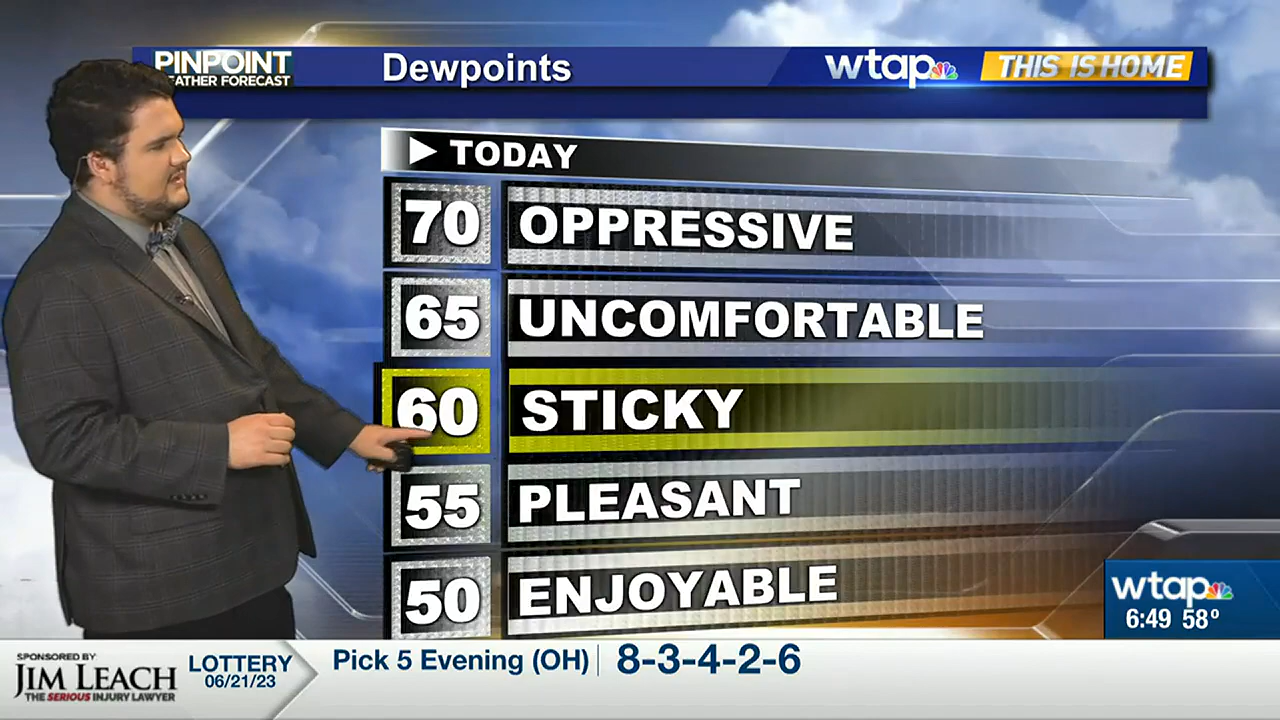 PINPOINT
EATHER FORECAST
Dewpoints
wtap
THIS IS HOME
TODAY
70 OPPRESSIVE
65 UNCOMFORTABLE
60 STICKY
55 PLEASANT
50 ENJOYABLE
wtap
6:49 58°
SPONSORED BY
JIM LEACH
THE SERIOUS INJURY LAWYER
LOTTERY
06/21/23
Pick 5 Evening (OH)
8-3-4-2-6